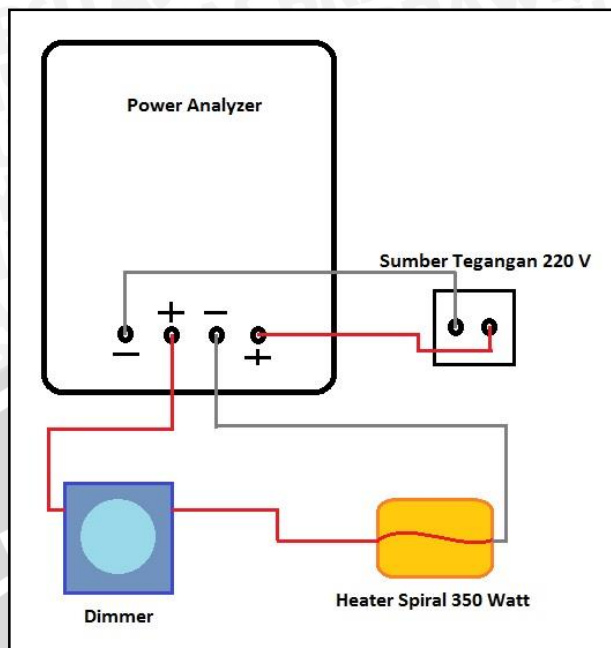 Power Analyzer
Sumber Tegangan 220 V
+ −
− +
Dimmer
Heater Spiral 350 Watt